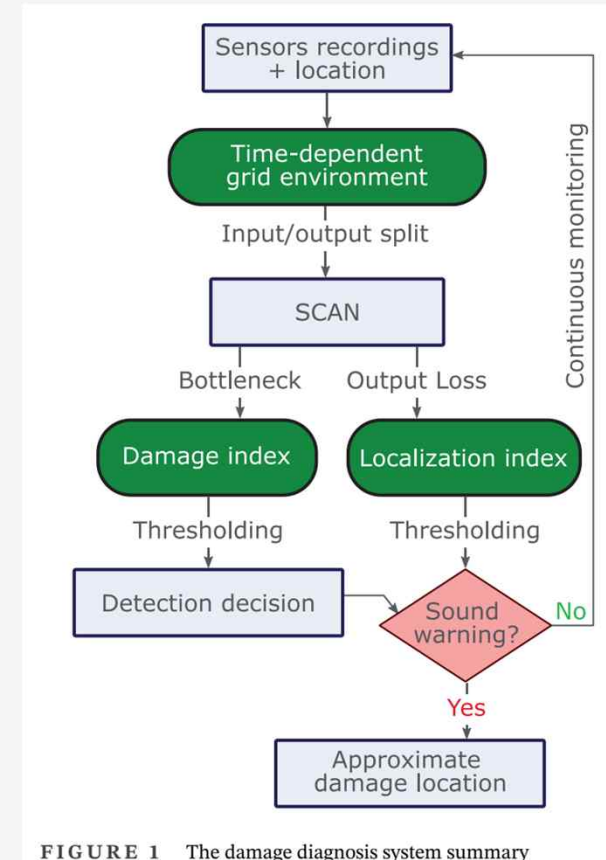 Sensors recordings
+ location
Time-dependent
grid environment
Input/output split
SCAN
Bottleneck
Output Loss
Damage index
Localization index
Thresholding
Thresholding
Detection decision
Sound
warning?
No
Continuous monitoring
Yes
Approximate
damage location
FIGURE 1 The damage diagnosis system summary